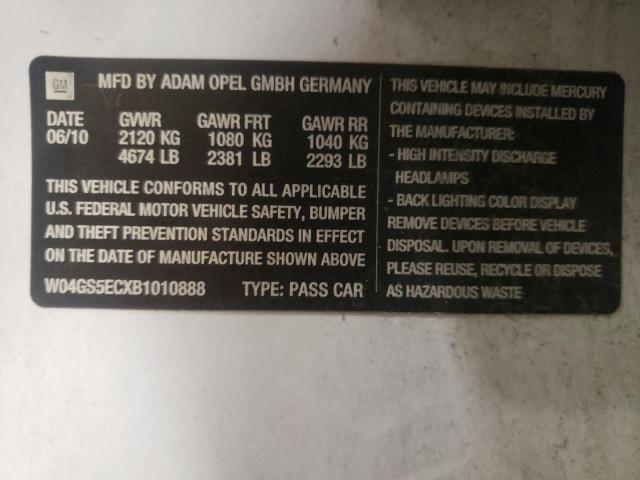 GM
MFD BY ADAM OPEL GMBH GERMANY
DATE GVWR GAWR FRT GAWR RR
06/10 2120 KG 1080 KG 1040 KG
4674 LB 2381 LB 2293 LB
THIS VEHICLE CONFORMS TO ALL APPLICABLE
U.S. FEDERAL MOTOR VEHICLE SAFETY, BUMPER
AND THEFT PREVENTION STANDARDS IN EFFECT
ON THE DATE OF MANUFACTURE SHOWN ABOVE
W04GS5ECXB1010888 TYPE: PASS CAR
THIS VEHICLE MAY INCLUDE MERCURY
CONTAINING DEVICES INSTALLED BY
THE MANUFACTURER:
- HIGH INTENSITY DISCHARGE
HEADLAMPS
- BACK LIGHTING COLOR DISPLAY
REMOVE DEVICES BEFORE VEHICLE
DISPOSAL. UPON REMOVAL OF DEVICES,
PLEASE REUSE, RECYCLE OR DISPOSE
AS HAZARDOUS WASTE